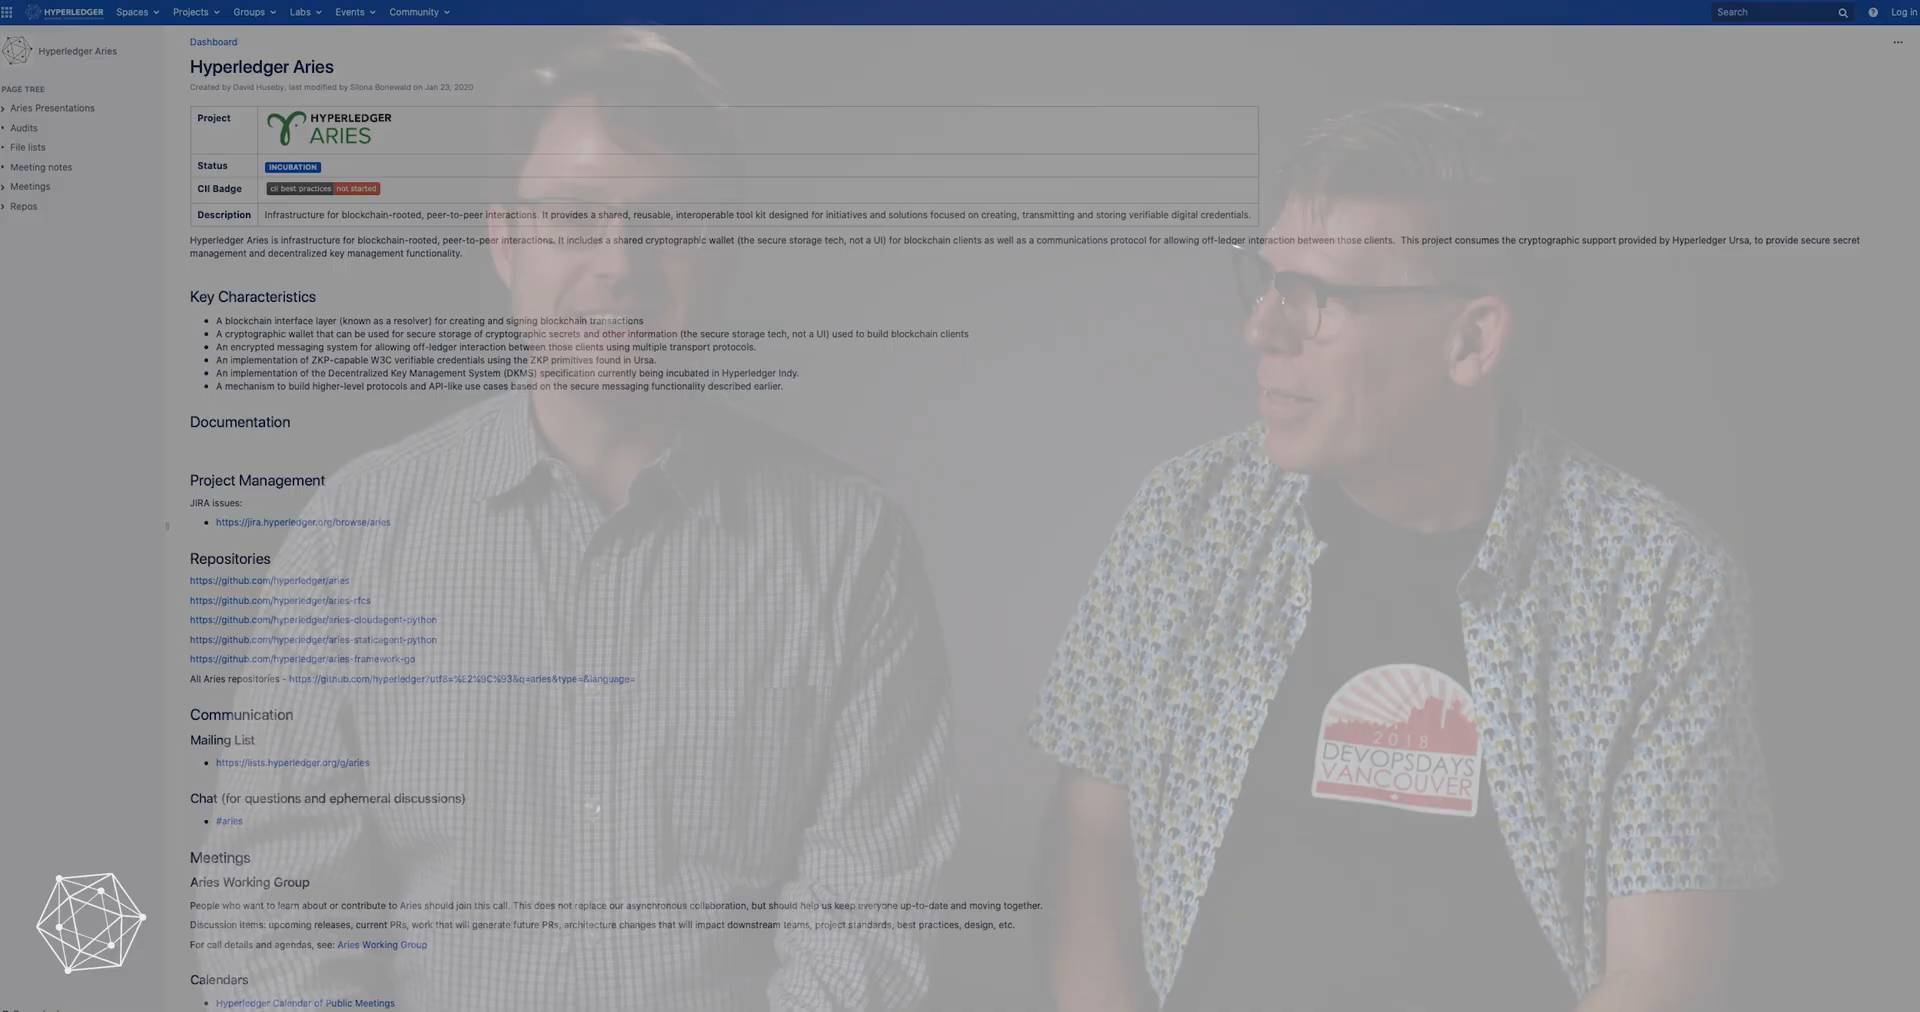 HYPERLEDGER Spaces Projects Groups Labs Events Community Search Log in
Hyperledger Aries
PAGE TREE
Aries Presentations
Audits
File lists
Meeting notes
Meetings
Repos
Dashboard
Hyperledger Aries
Created by David Huseby, last modified by Silona Bonewald on Jan 23, 2020
Project HYPERLEDGER
ARIES
Status INCUBATION
CII Badge cii best practices not started
Description Infrastructure for blockchain-rooted, peer-to-peer interactions. It provides a shared, reusable, interoperable tool kit designed for initiatives and solutions focused on creating, transmitting and storing verifiable digital credentials.
Hyperledger Aries is infrastructure for blockchain-rooted, peer-to-peer interactions. It includes a shared cryptographic wallet (the secure storage tech, not a UI) for blockchain clients as well as a communications protocol for allowing off-ledger interaction between those clients. This project consumes the cryptographic support provided by Hyperledger Ursa, to provide secure secret
management and decentralized key management functionality.
Key Characteristics
A blockchain interface layer (known as a resolver) for creating and signing blockchain transactions
A cryptographic wallet that can be used for secure storage of cryptographic secrets and other information (the secure storage tech, not a UI) used to build blockchain clients
An encrypted messaging system for allowing off-ledger interaction between those clients using multiple transport protocols.
An implementation of ZKP-capable W3C verifiable credentials using the ZKP primitives found in Ursa.
An implementation of the Decentralized Key Management System (DKMS) specification currently being incubated in Hyperledger Indy.
A mechanism to build higher-level protocols and API-like use cases based on the secure messaging functionality described earlier.
Documentation
Project Management
JIRA issues:
https://jira.hyperledger.org/browse/aries
Repositories
https://github.com/hyperledger/aries
https://github.com/hyperledger/aries-rfcs
https://github.com/hyperledger/aries-cloudagent-python
https://github.com/hyperledger/aries-staticagent-python
https://github.com/hyperledger/aries-framework-go
All Aries repositories - https://github.com/hyperledger?utf8=%E2%9C%93&q=aries&type=&language=
Communication
Mailing List
https://lists.hyperledger.org/g/aries
Chat (for questions and ephemeral discussions)
#aries
Meetings
Aries Working Group
People who want to learn about or contribute to Aries should join this call. This does not replace our asynchronous collaboration, but should help us keep everyone up-to-date and moving together.
Discussion items: upcoming releases, current PRs, work that will generate future PRs, architecture changes that will impact downstream teams, project standards, best practices, design, etc.
For call details and agendas, see: Aries Working Group
Calendars
Hyperledger Calendar of Public Meetings
2018
DEVOPSDAYS
VANCOUVER